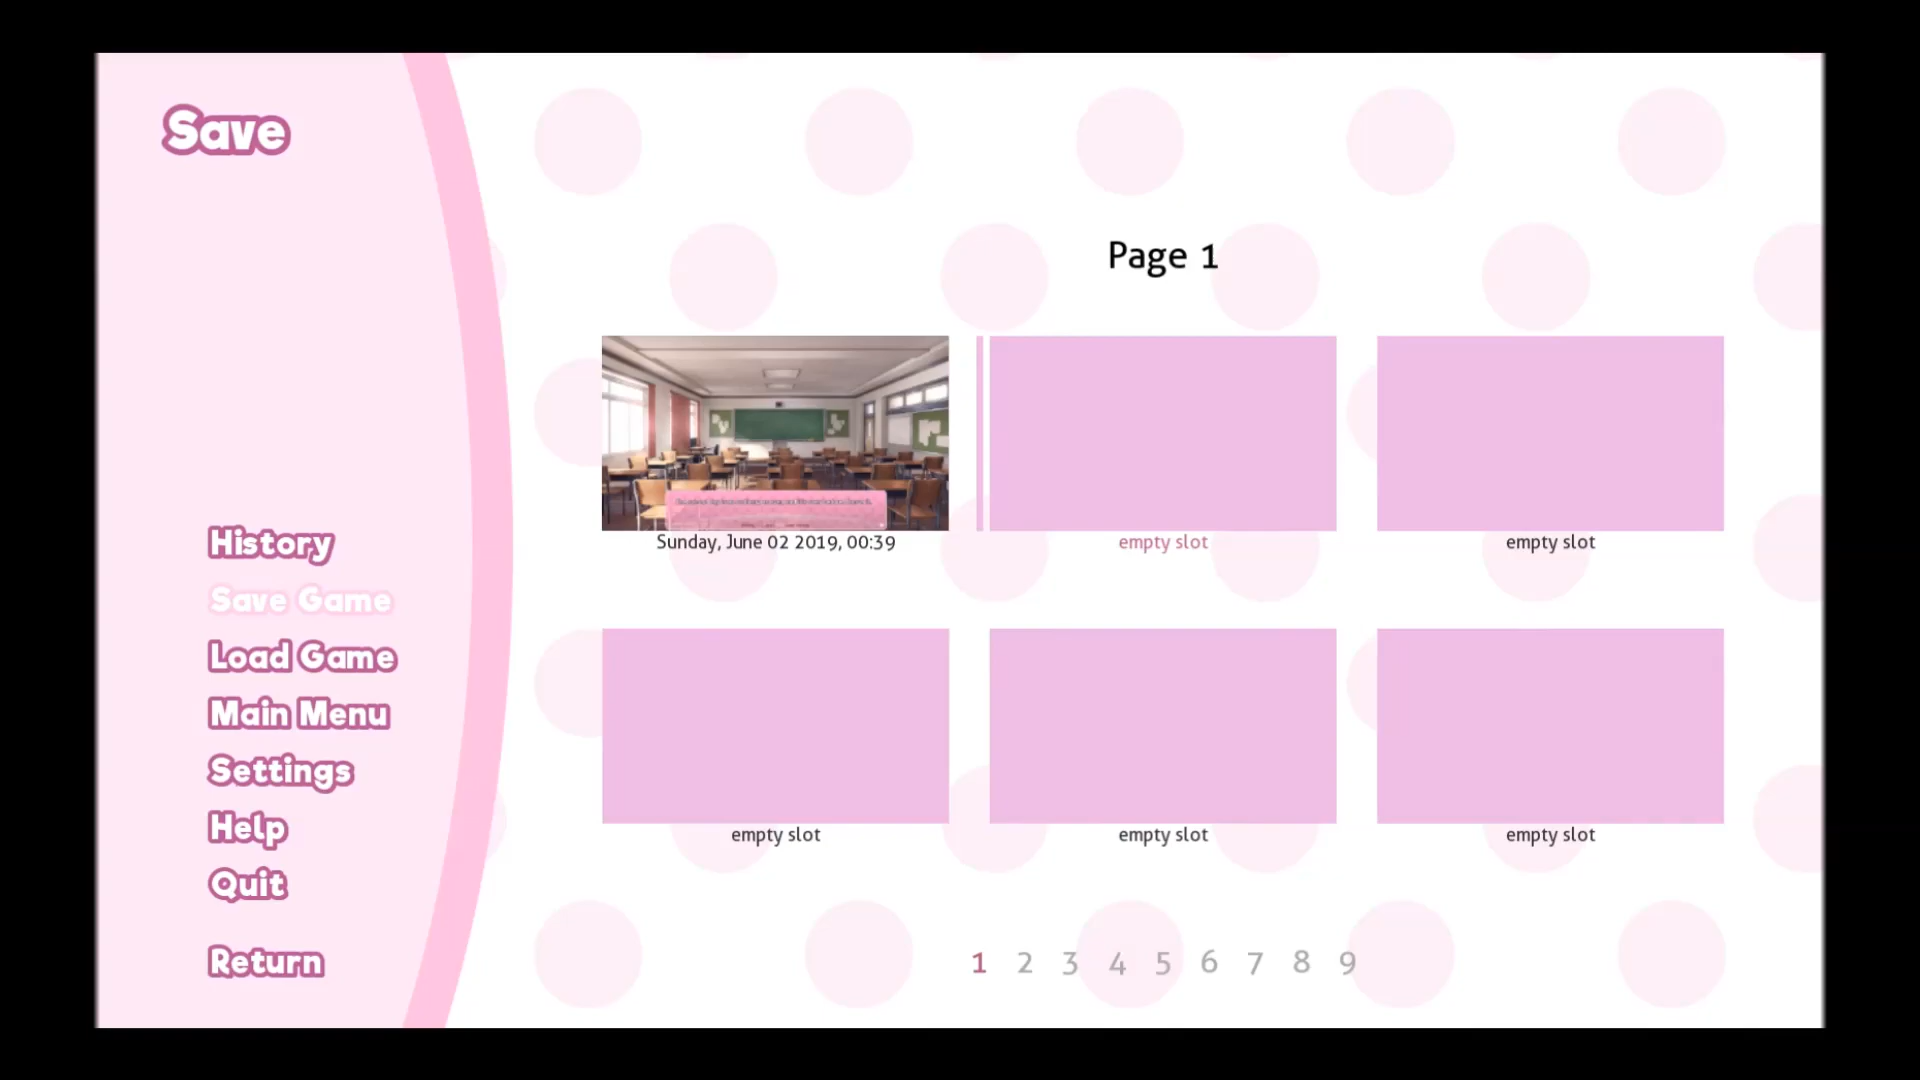 Save
Page 1
Sunday, June 02 2019, 00:39
empty slot
empty slot
History
Save Game
Load Game
Main Menu
Settings
Help
Quit
Return
empty slot
empty slot
empty slot
1 2 3 4 5 6 7 8 9